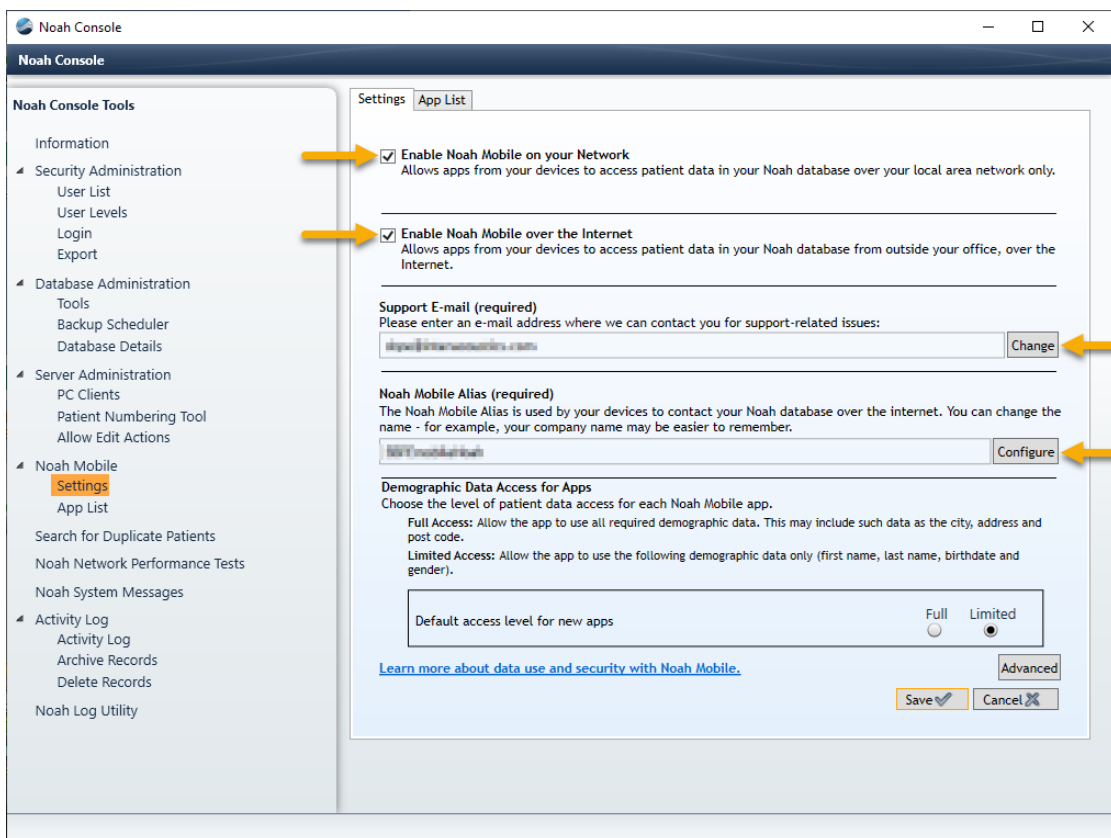 Noah Console
Noah Console
Noah Console Tools
Information
Security Administration
User List
User Levels
Login
Export
Database Administration
Tools
Backup Scheduler
Database Details
Server Administration
PC Clients
Patient Numbering Tool
Allow Edit Actions
Noah Mobile
Settings
App List
Search for Duplicate Patients
Noah Network Performance Tests
Noah System Messages
Activity Log
Activity Log
Archive Records
Delete Records
Noah Log Utility
Settings App List
Enable Noah Mobile on your Network
Allows apps from your devices to access patient data in your Noah database over your local area network only.
Enable Noah Mobile over the Internet
Allows apps from your devices to access patient data in your Noah database from outside your office, over the
Internet.
Support E-mail (required)
Please enter an e-mail address where we can contact you for support-related issues:
Change
Noah Mobile Alias (required)
The Noah Mobile Alias is used by your devices to contact your Noah database over the internet. You can change the
name - for example, your company name may be easier to remember.
Configure
Demographic Data Access for Apps
Choose the level of patient data access for each Noah Mobile app.
Full Access: Allow the app to use all required demographic data. This may include such data as the city, address and
post code.
Limited Access: Allow the app to use the following demographic data only (first name, last name, birthdate and
gender).
Full Limited
Default access level for new apps
Learn more about data use and security with Noah Mobile.
Advanced
Save Cancel